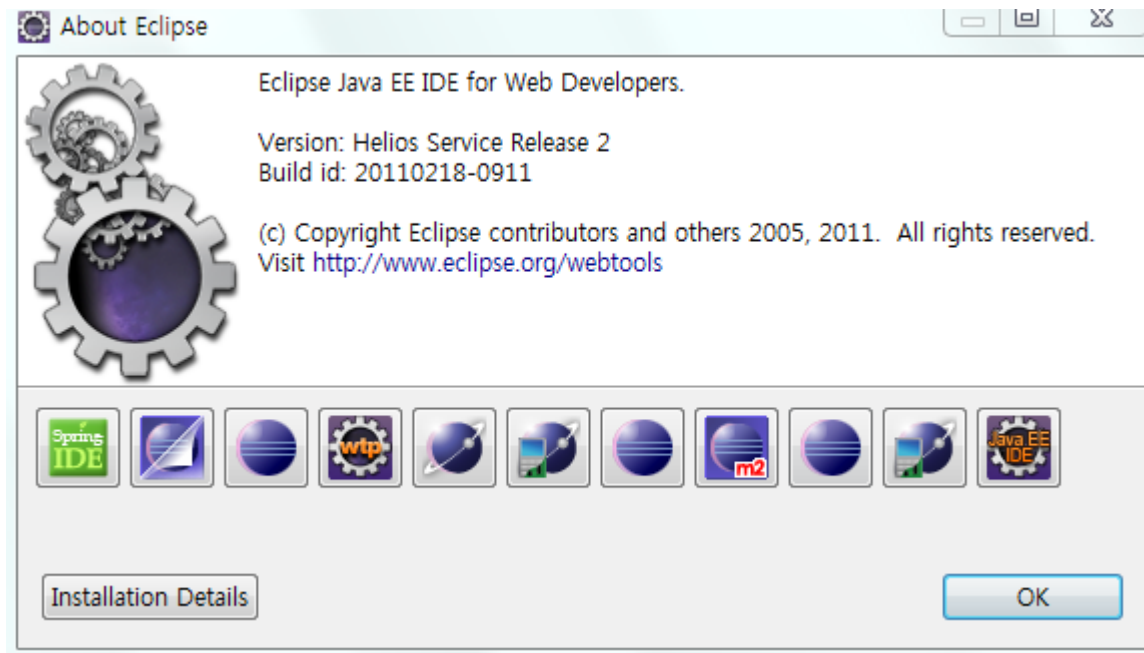 About Eclipse
Eclipse Java EE IDE for Web Developers.
Version: Helios Service Release 2
Build id: 20110218-0911
(c) Copyright Eclipse contributors and others 2005, 2011.  All rights reserved.
Visit http://www.eclipse.org/webtools
Spring
IDE
wtp
m2
Java EE
IDE
Installation Details
OK